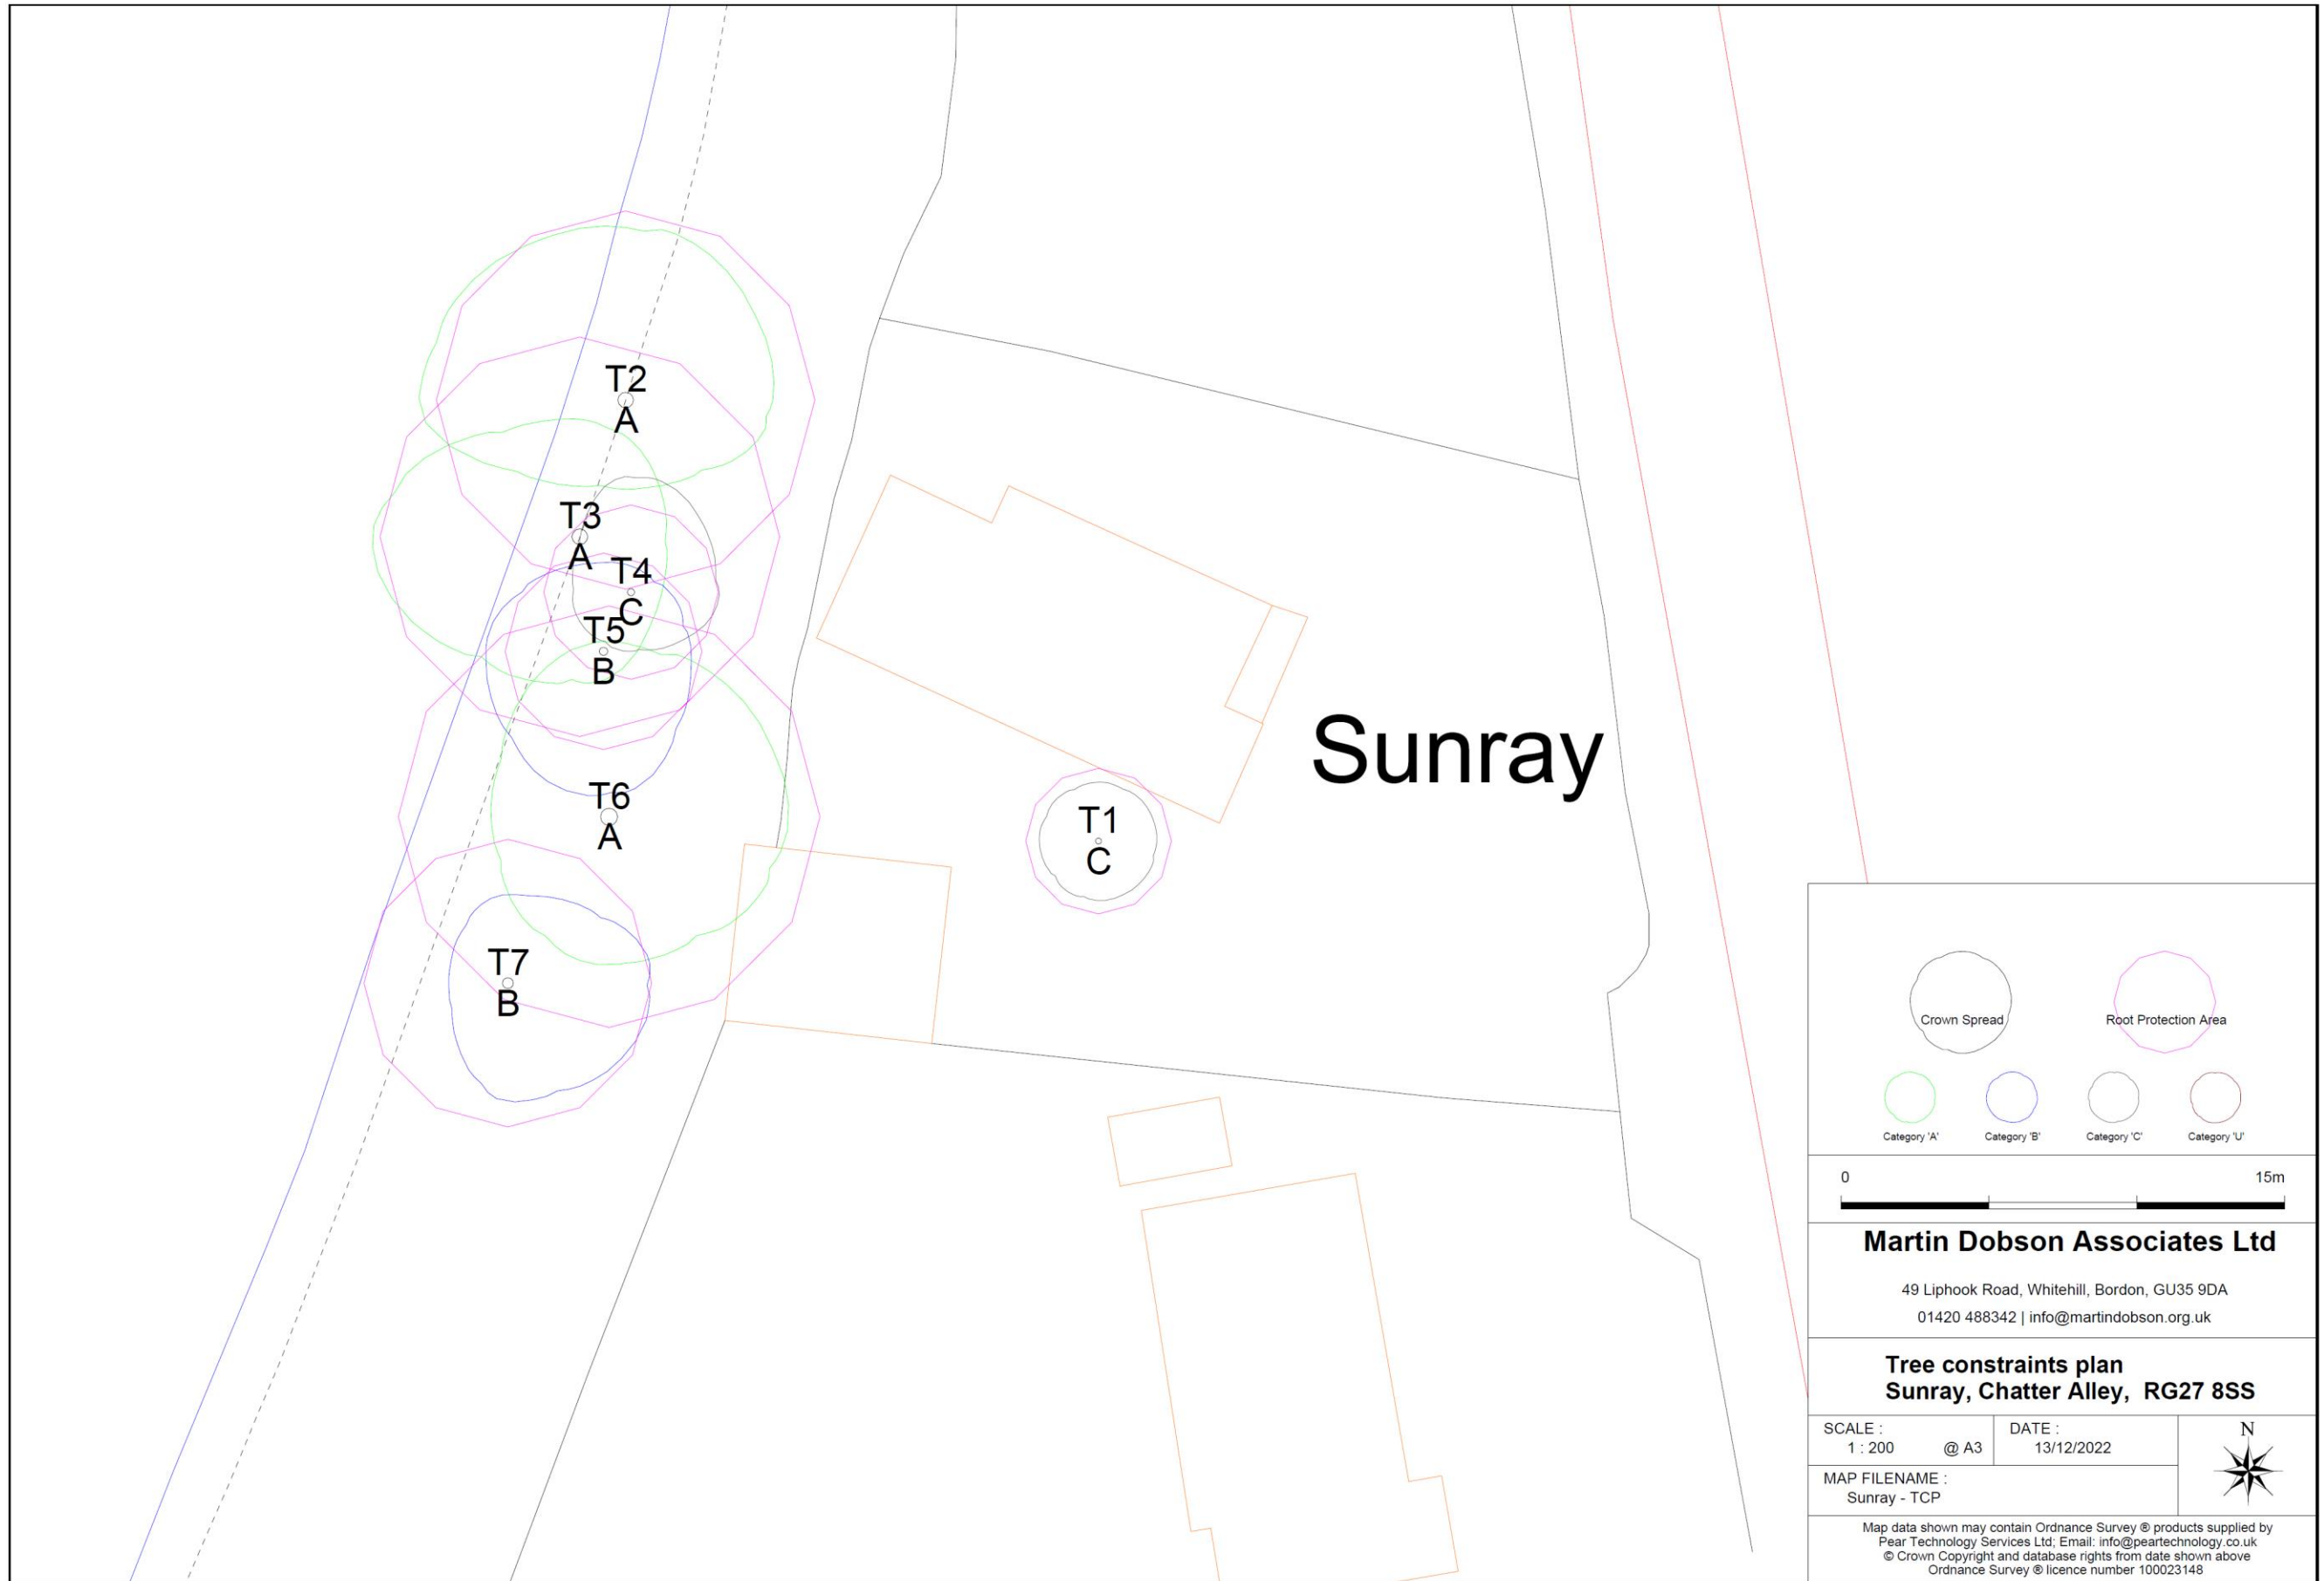 T2
A
T3
A
T4
C
T5
B
T6
A
T7
B
T1
C
Sunray
Crown Spread
Root Protection Area
Category 'A'
Category 'B'
Category 'C'
Category 'U'
0
15m
Martin Dobson Associates Ltd
49 Liphook Road, Whitehill, Bordon, GU35 9DA
01420 488342 | info@martindobson.org.uk
Tree constraints plan
Sunray, Chatter Alley, RG27 8SS
SCALE :
1 : 200 @ A3
DATE :
13/12/2022
N
MAP FILENAME :
Sunray - TCP
Map data shown may contain Ordnance Survey ® products supplied by
Pear Technology Services Ltd; Email: info@peartechnology.co.uk
© Crown Copyright and database rights from date shown above
Ordnance Survey ® licence number 100023148